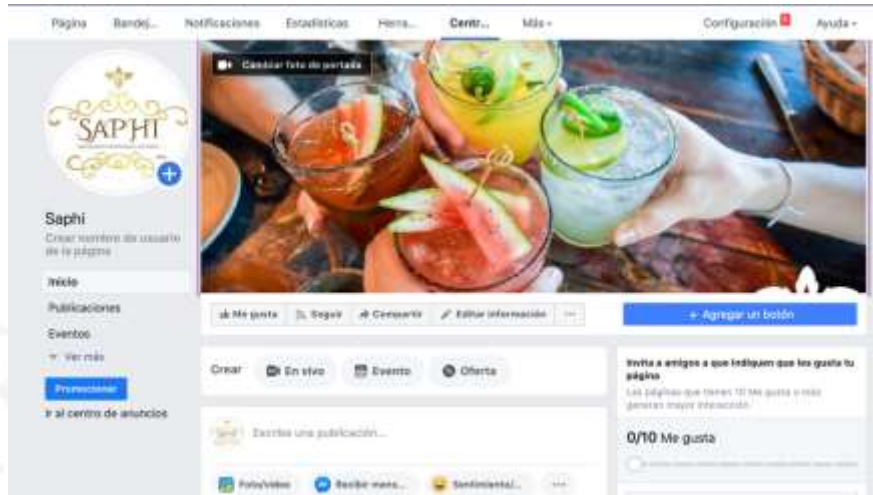 Página Bandej... Notificaciones Estadísticas Herra... Centr... Más Configuración Ayuda
Cambiar foto de portada
SAPHI
Saphi
Crear nombre de usuario
de la página
Inicio
Publicaciones
Eventos
Ver más
Promocionar
Ir al centro de anuncios
Me gusta Seguir Compartir Editar información ...
+ Agregar un botón
Crear En vivo Evento Oferta
Escribe una publicación...
Foto/video Recibir mens... Sentimiento/... ...
Invita a amigos a que indiquen que les gusta tu
página
Las páginas que tienen 10 Me gusta o más
generan mayor interacción.
0/10 Me gusta